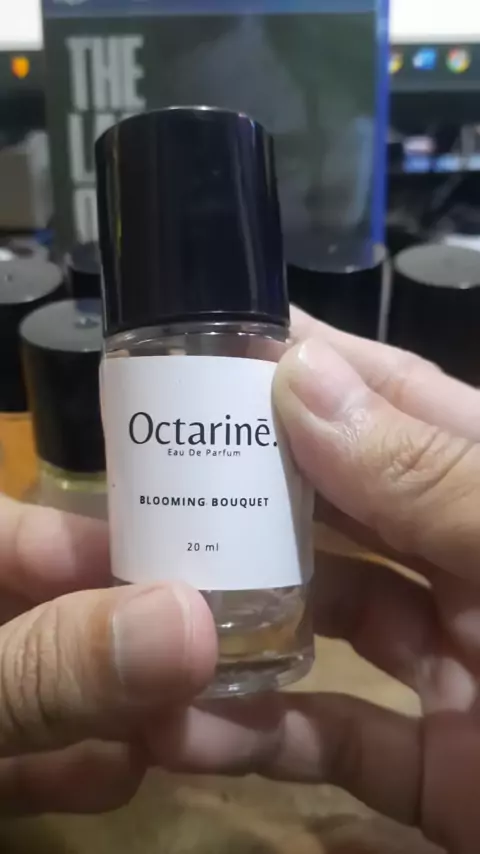 THE
Octarinē.
Eau De Parfum
BLOOMING BOUQUET
20 ml